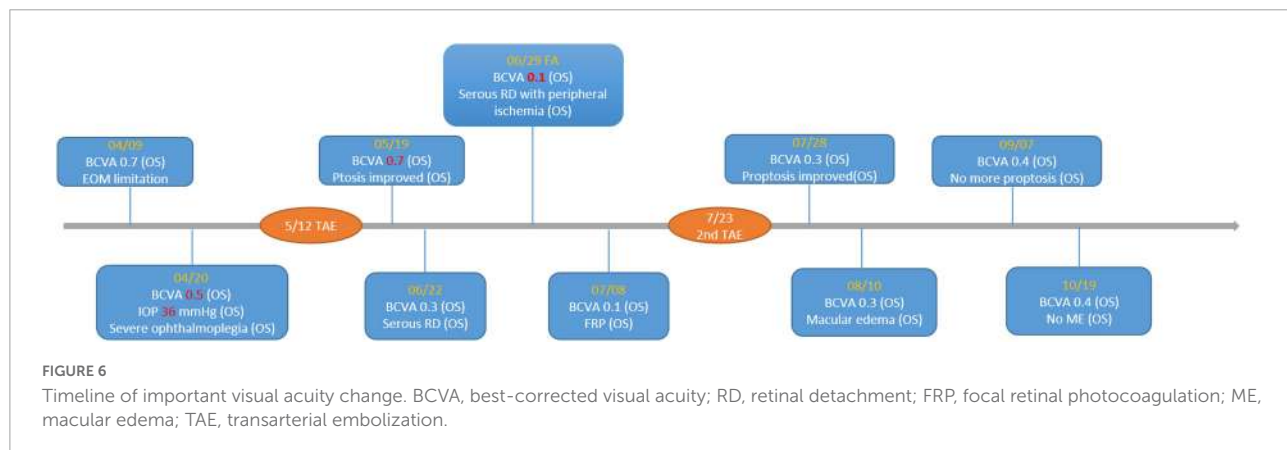 06/29 FA
BCVA 0.1 (OS)
Serous RD with peripheral
ischemia (OS)
04/09
BCVA 0.7 (OS)
EOM limitation
05/19
BCVA 0.7 (OS)
Ptosis improved (OS)
07/28
BCVA 0.3 (OS)
Proptosis improved(OS)
09/07
BCVA 0.4 (OS)
No more proptosis (OS)
5/12 TAE
7/23
2nd TAE
04/20
BCVA 0.5 (OS)
IOP 36 mmHg (OS)
Severe ophthalmoplegia (OS)
06/22
BCVA 0.3 (OS)
Serous RD (OS)
07/08
BCVA 0.1 (OS)
FRP (OS)
08/10
BCVA 0.3 (OS)
Macular edema (OS)
10/19
BCVA 0.4 (OS)
No ME (OS)
FIGURE 6
Timeline of important visual acuity change. BCVA, best-corrected visual acuity; RD, retinal detachment; FRP, focal retinal photocoagulation; ME,
macular edema; TAE, transarterial embolization.